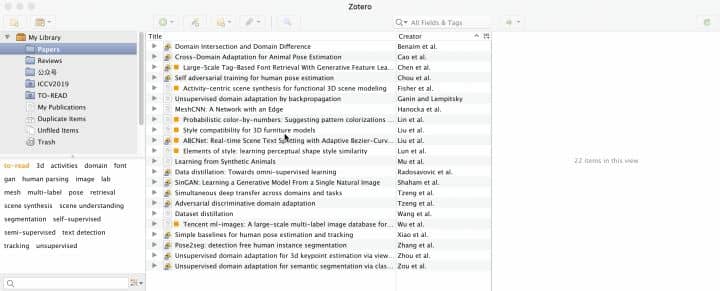 Zotero
All Fields & Tags
My Library
Papers
Reviews
公众号
ICCV2019
TO-READ
My Publications
Duplicate Items
Unfiled Items
Trash
to-read 3d activities domain font
gan human parsing image lab
mesh multi-label pose retrieval
scene synthesis scene understanding
segmentation self-supervised
semi-supervised text detection
tracking unsupervised
Title Creator
Domain Intersection and Domain Difference Benaim et al.
Cross-Domain Adaptation for Animal Pose Estimation Cao et al.
Large-Scale Tag-Based Font Retrieval With Generative Feature Lea... Chen et al.
Self adversarial training for human pose estimation Chou et al.
Activity-centric scene synthesis for functional 3D scene modeling Fisher et al.
Unsupervised domain adaptation by backpropagation Ganin and Lempitsky
MeshCNN: A Network with an Edge Hanocka et al.
Probabilistic color-by-numbers: Suggesting pattern colorizations ... Lin et al.
Style compatibility for 3D furniture models Liu et al.
ABCNet: Real-time Scene Text Spotting with Adaptive Bezier-Curv... Liu et al.
Elements of style: learning perceptual shape style similarity Lun et al.
Learning from Synthetic Animals Mu et al.
Data distillation: Towards omni-supervised learning Radosavovic et al.
SinGAN: Learning a Generative Model From a Single Natural Image Shaham et al.
Simultaneous deep transfer across domains and tasks Tzeng et al.
Adversarial discriminative domain adaptation Tzeng et al.
Dataset distillation Wang et al.
Tencent ml-images: A large-scale multi-label image database for... Wu et al.
Simple baselines for human pose estimation and tracking Xiao et al.
Pose2seg: detection free human instance segmentation Zhang et al.
Unsupervised domain adaptation for 3d keypoint estimation via view... Zhou et al.
Unsupervised domain adaptation for semantic segmentation via clas... Zou et al.
22 items in this view